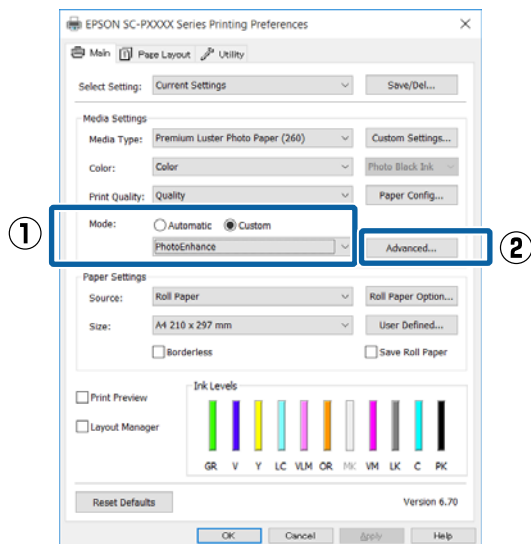 EPSON SC-PXXXX Series Printing Preferences
Main Page Layout Utility
Select Setting: Current Settings Save/Del...
Media Settings
Media Type: Premium Luster Photo Paper (260) Custom Settings...
Color: Color Photo Black Ink
Print Quality: Quality Paper Config...
① Mode: Automatic Custom
PhotoEnhance Advanced... ②
Paper Settings
Source: Roll Paper Roll Paper Option...
Size: A4 210 x 297 mm User Defined...
Borderless Save Roll Paper
Ink Levels
Print Preview
Layout Manager
GR V Y LC VLM OR MK VM LK C PK
Reset Defaults Version 6.70
OK Cancel Apply Help